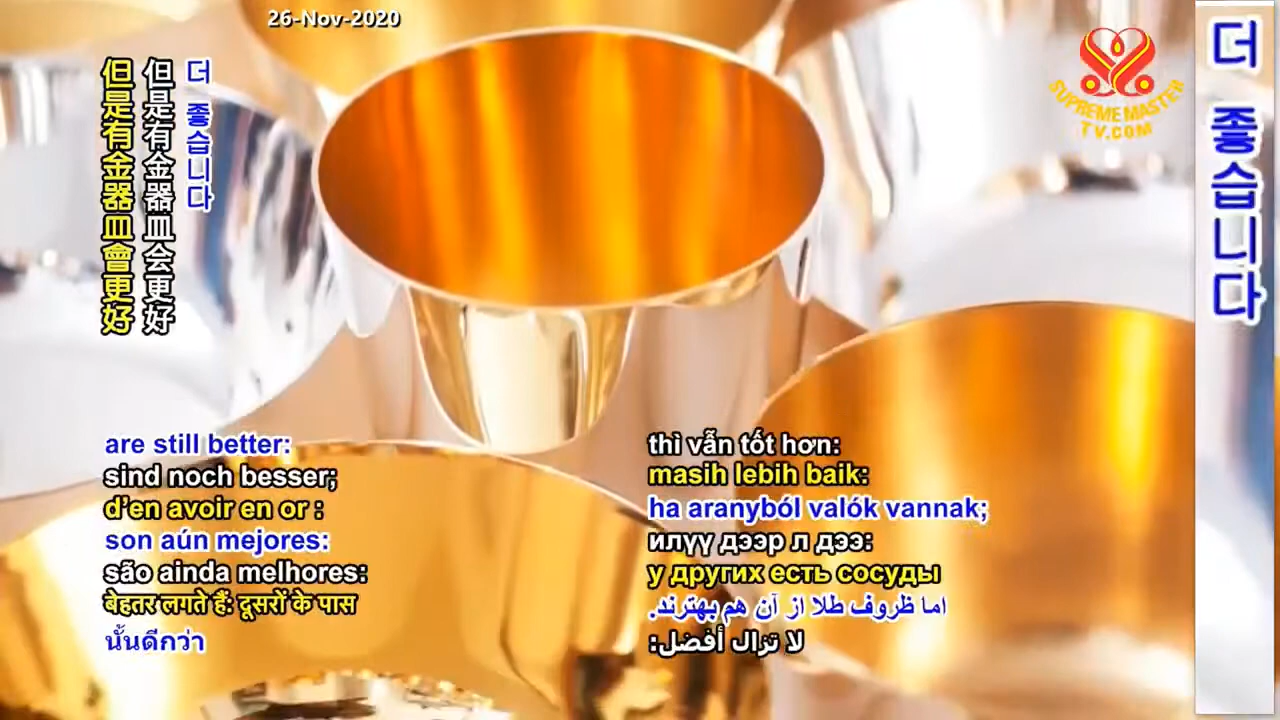 26-Nov-2020
더 좋습니다
但是有金器皿会更好
但是有金器皿會更好
SUPREME MASTER
TV.COM
더 좋습니다
are still better:
sind noch besser;
d'en avoir en or :
son aún mejores:
são ainda melhores:
बेहतर लगते हैं: दूसरों के पास
นั้นดีกว่า
thì vẫn tốt hơn:
masih lebih baik:
ha aranyból valók vannak;
илүү дээр л дээ:
у других есть сосуды
اما ظروف طلا از آن هم بهترند.
لا تزال أفضل: